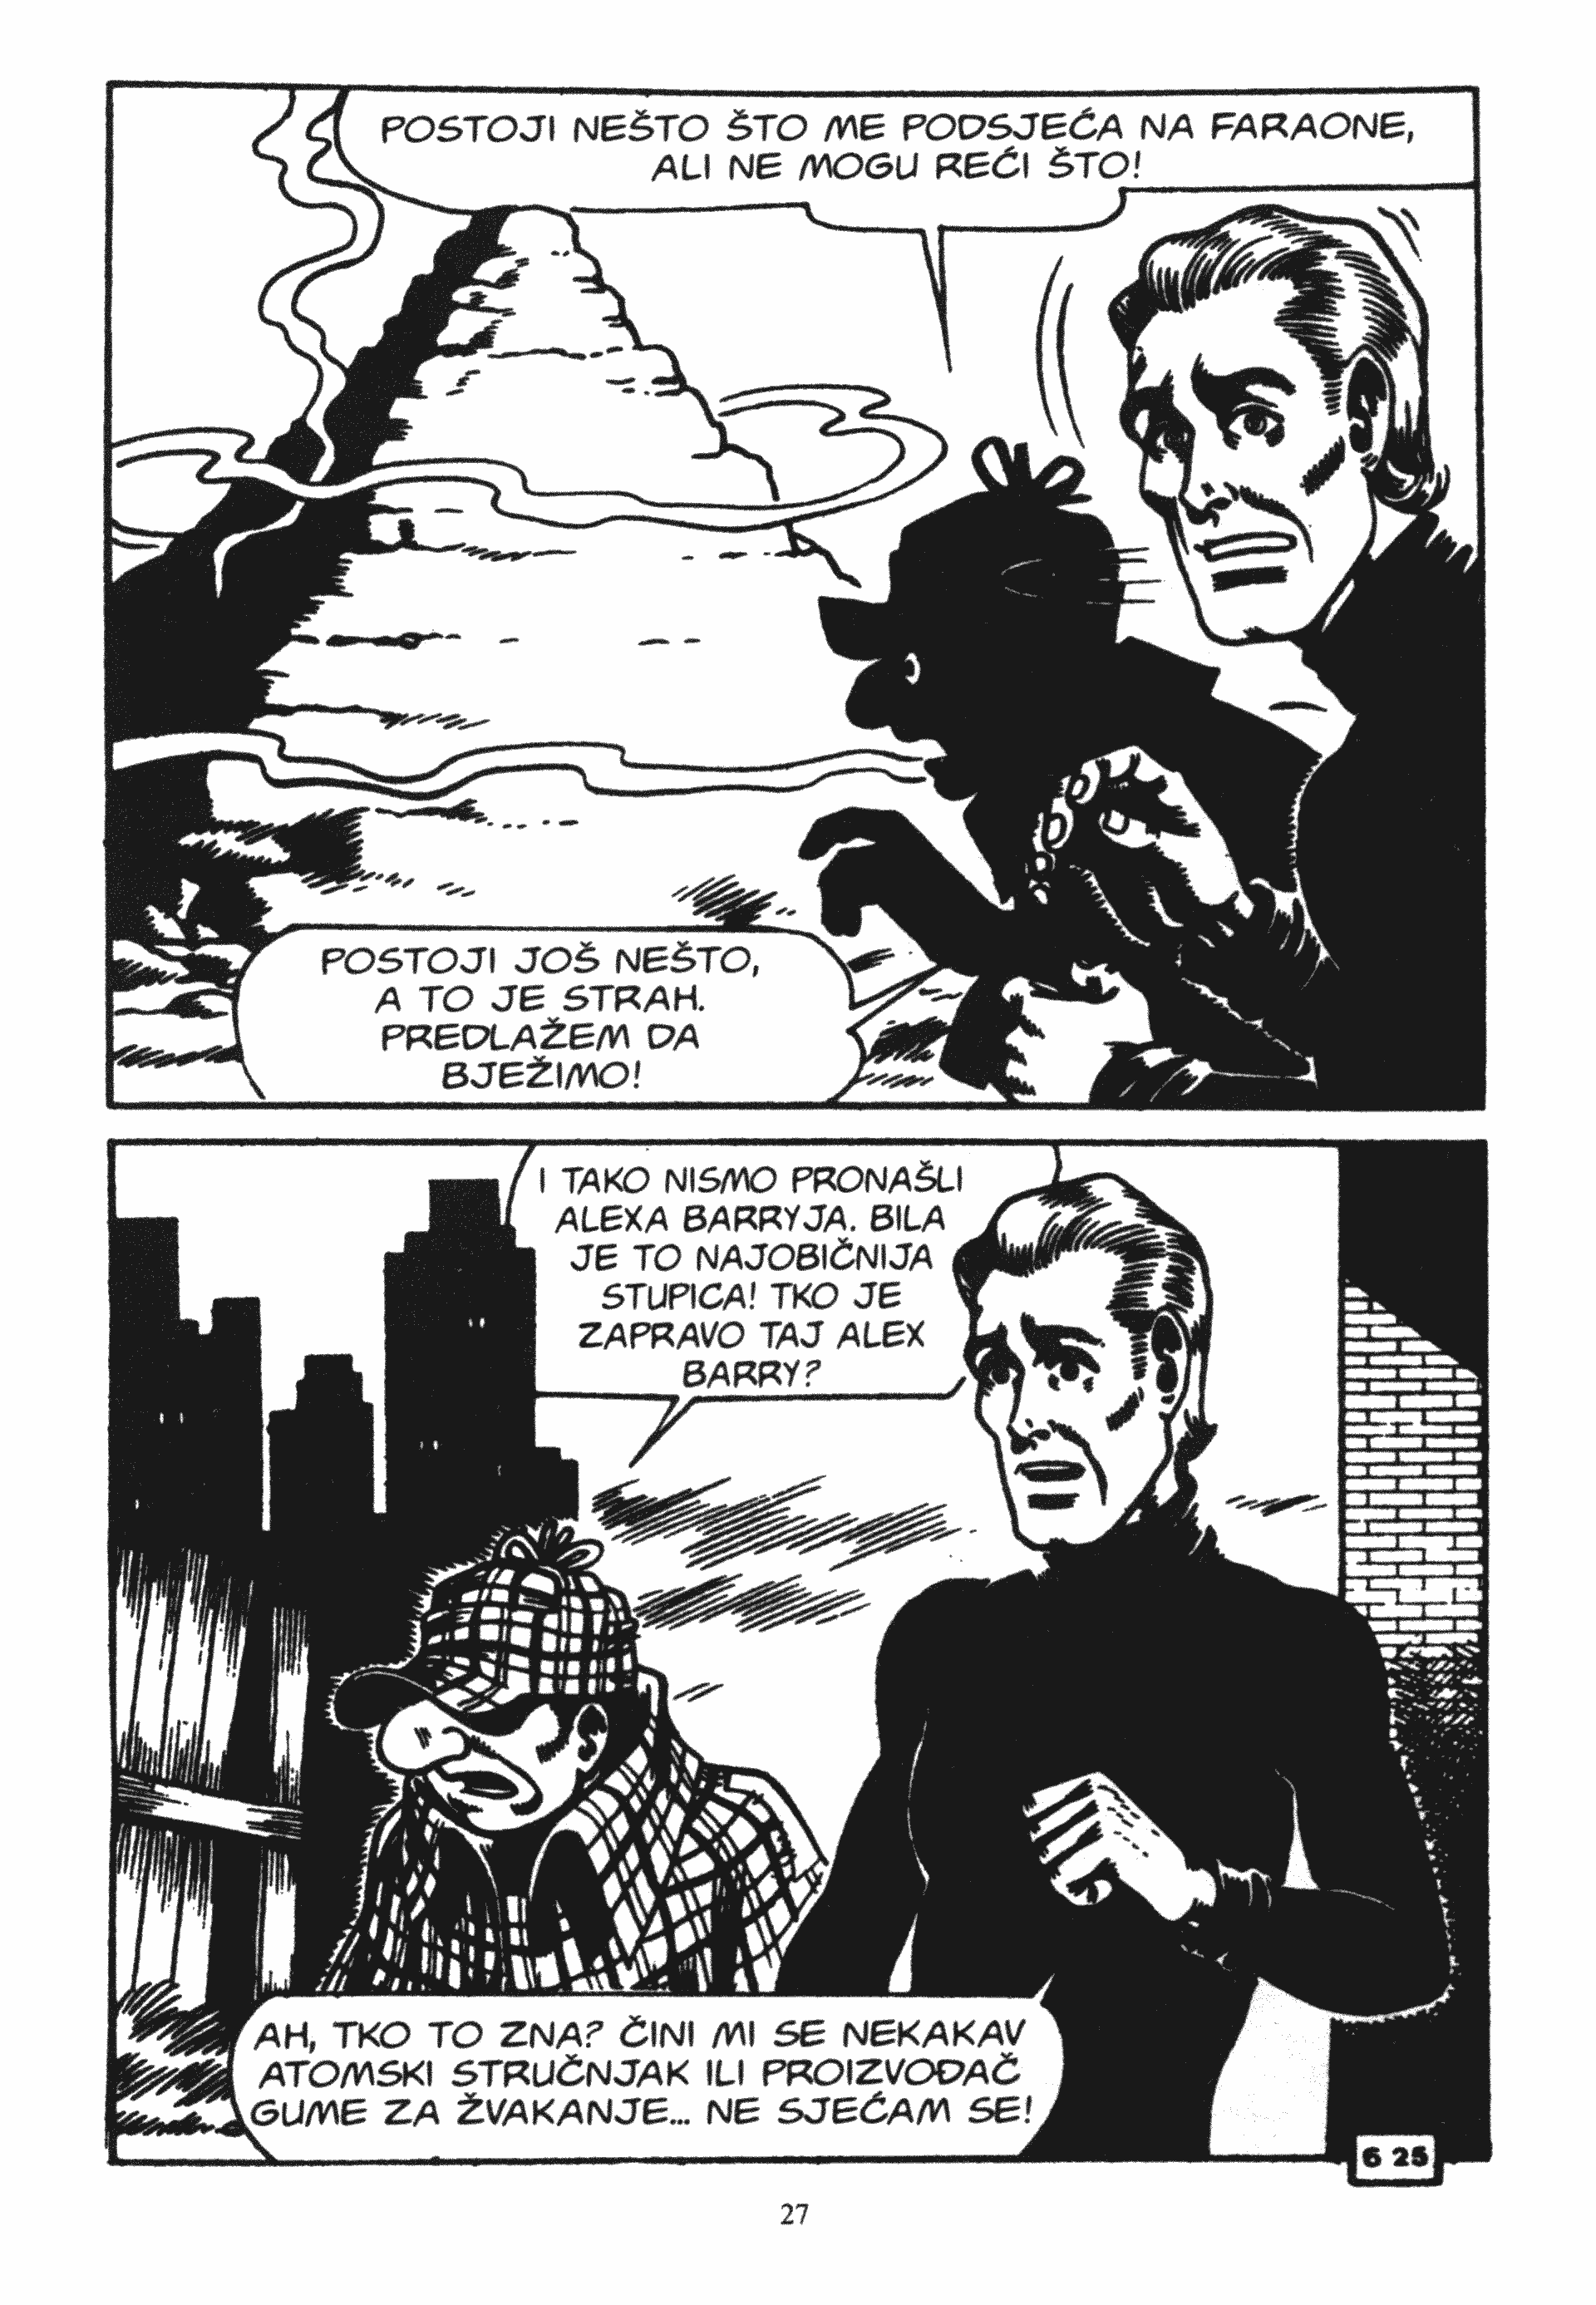 POSTOJI NEŠTO ŠTO ME PODSJEĆA NA FARAONE,
ALI NE MOGU REĆI ŠTO!
POSTOJI JOŠ NEŠTO,
A TO JE STRAH.
PREDLAŽEM DA
BJEŽIMO!
I TAKO NISMO PRONAŠLI
ALEXA BARRYJA. BILA
JE TO NAJOBIČNIJA
STUPICA! TKO JE
ZAPRAVO TAJ ALEX
BARRY?
AH, TKO TO ZNA? ČINI MI SE NEKAKAV
ATOMSKI STRUČNJAK ILI PROIZVOĐAČ
GUME ZA ŽVAKANJE... NE SJEĆAM SE!
6 25
27